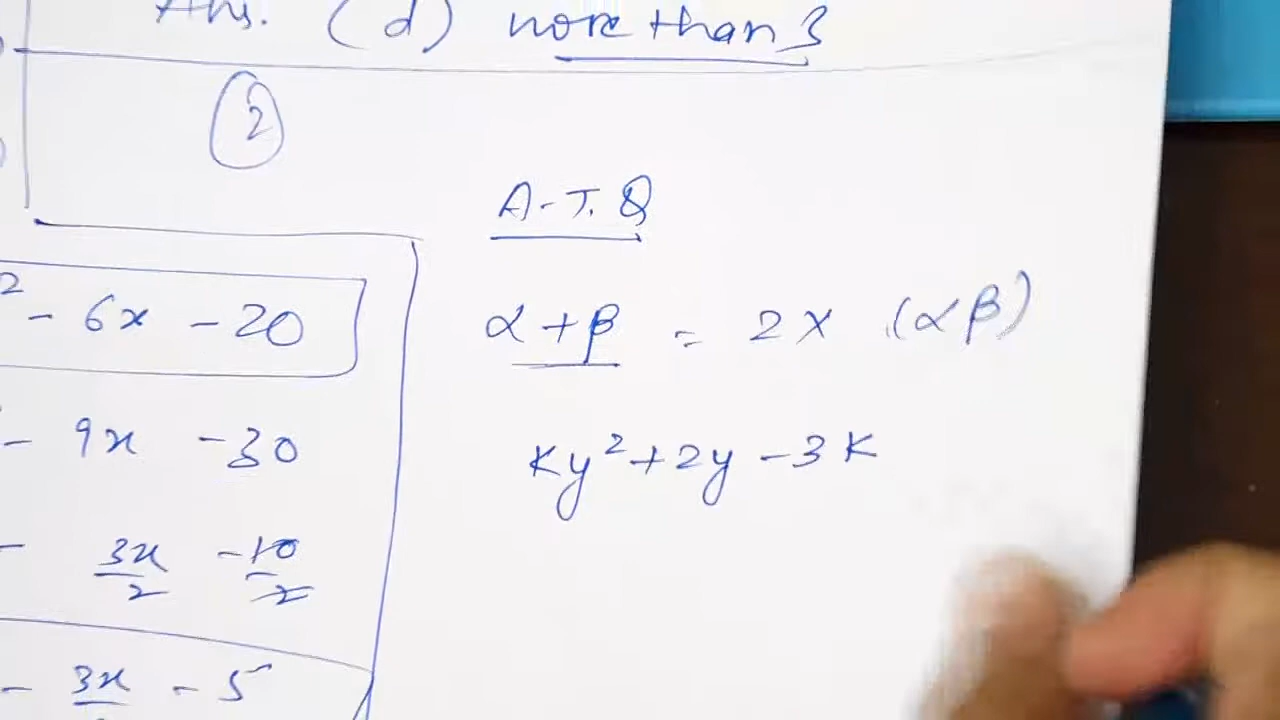 Ans. (d) more than 3
2
A.T.Q
² - 6x - 20
α + β = 2 x (αβ)
- 9x - 30
Ky² + 2y - 3K
- 3x/2 - 10/2
- 3x - 5